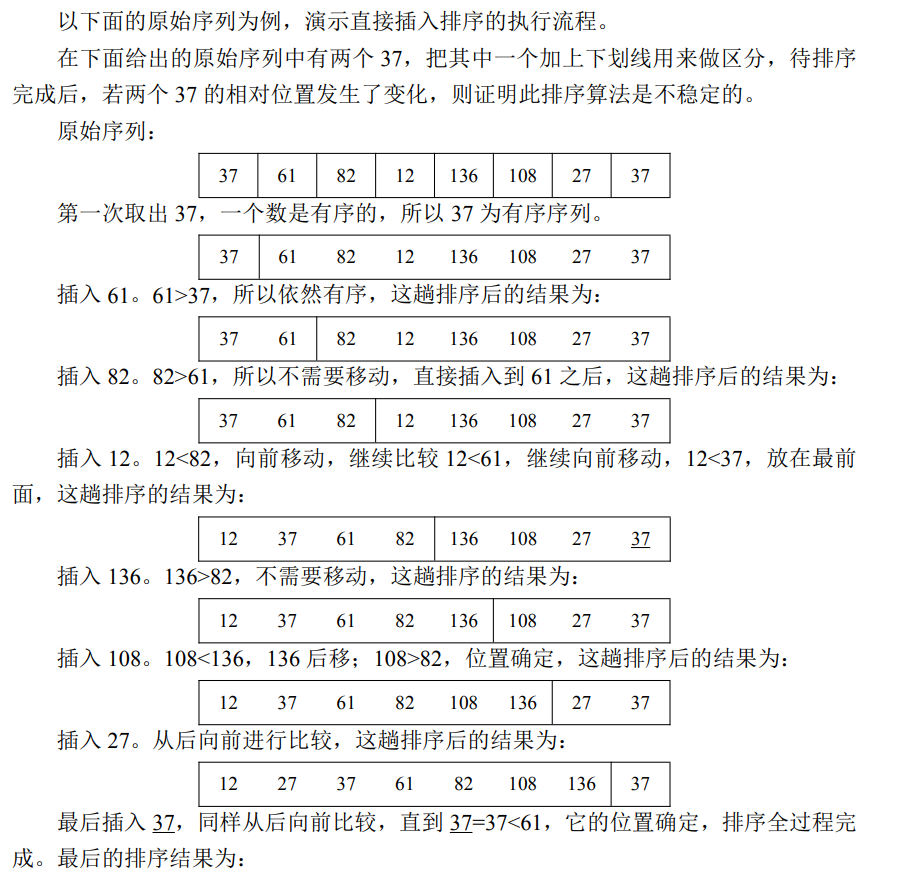 以下面的原始序列为例，演示直接插入排序的执行流程。
在下面给出的原始序列中有两个 37，把其中一个加上下划线用来做区分，待排序
完成后，若两个 37 的相对位置发生了变化，则证明此排序算法是不稳定的。
原始序列：
37 61 82 12 136 108 27 37
第一次取出 37，一个数是有序的，所以 37 为有序序列。
37 61 82 12 136 108 27 37
插入 61。61>37，所以依然有序，这趟排序后的结果为：
37 61 82 12 136 108 27 37
插入 82。82>61，所以不需要移动，直接插入到 61 之后，这趟排序后的结果为：
37 61 82 12 136 108 27 37
插入 12。12<82，向前移动，继续比较 12<61，继续向前移动，12<37，放在最前
面，这趟排序的结果为：
12 37 61 82 136 108 27 37
插入 136。136>82，不需要移动，这趟排序的结果为：
12 37 61 82 136 108 27 37
插入 108。108<136，136 后移；108>82，位置确定，这趟排序后的结果为：
12 37 61 82 108 136 27 37
插入 27。从后向前进行比较，这趟排序后的结果为：
12 27 37 61 82 108 136 37
最后插入 37，同样从后向前比较，直到 37=37<61，它的位置确定，排序全过程完
成。最后的排序结果为：